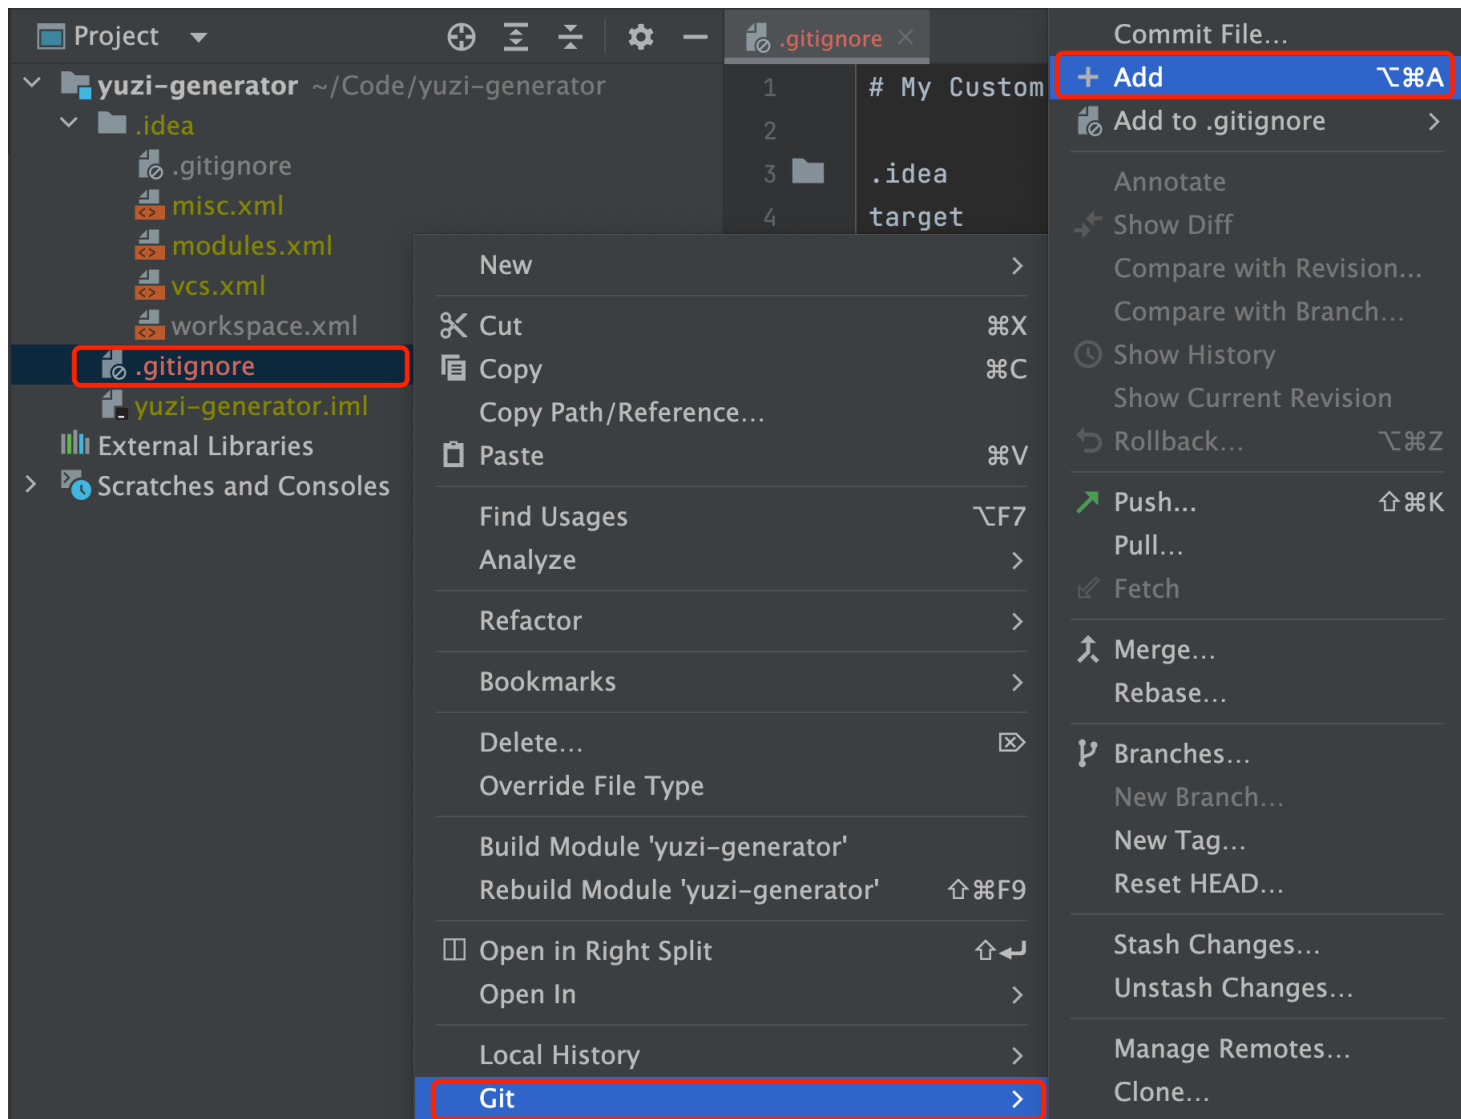 Project
yuzi-generator ~/Code/yuzi-generator
.idea
.gitignore
misc.xml
modules.xml
vcs.xml
workspace.xml
.gitignore
yuzi-generator.iml
External Libraries
Scratches and Consoles
.gitignore
1 # My Custom
2
3 .idea
4 target
New
Cut ⌘X
Copy ⌘C
Copy Path/Reference...
Paste ⌘V
Find Usages ⌥F7
Analyze
Refactor
Bookmarks
Delete... ⌦
Override File Type
Build Module 'yuzi-generator'
Rebuild Module 'yuzi-generator' ⇧⌘F9
Open in Right Split ⇧↵
Open In
Local History
Git
Commit File...
Add ⌥⌘A
Add to .gitignore
Annotate
Show Diff
Compare with Revision...
Compare with Branch...
Show History
Show Current Revision
Rollback... ⌥⌘Z
Push... ⇧⌘K
Pull...
Fetch
Merge...
Rebase...
Branches...
New Branch...
New Tag...
Reset HEAD...
Stash Changes...
Unstash Changes...
Manage Remotes...
Clone...